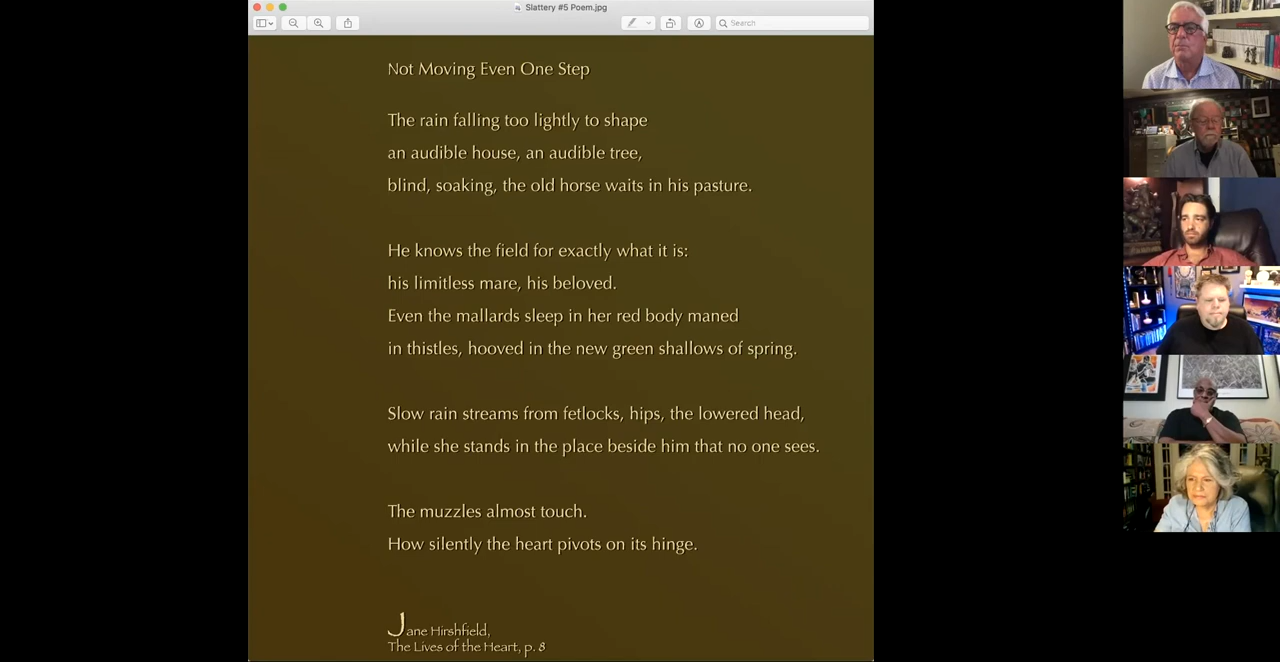 Slattery #5 Poem.jpg
Search
Not Moving Even One Step
The rain falling too lightly to shape
an audible house, an audible tree,
blind, soaking, the old horse waits in his pasture.
He knows the field for exactly what it is:
his limitless mare, his beloved.
Even the mallards sleep in her red body maned
in thistles, hooved in the new green shallows of spring.
Slow rain streams from fetlocks, hips, the lowered head,
while she stands in the place beside him that no one sees.
The muzzles almost touch.
How silently the heart pivots on its hinge.
Jane Hirshfield,
The Lives of the Heart, p. 8